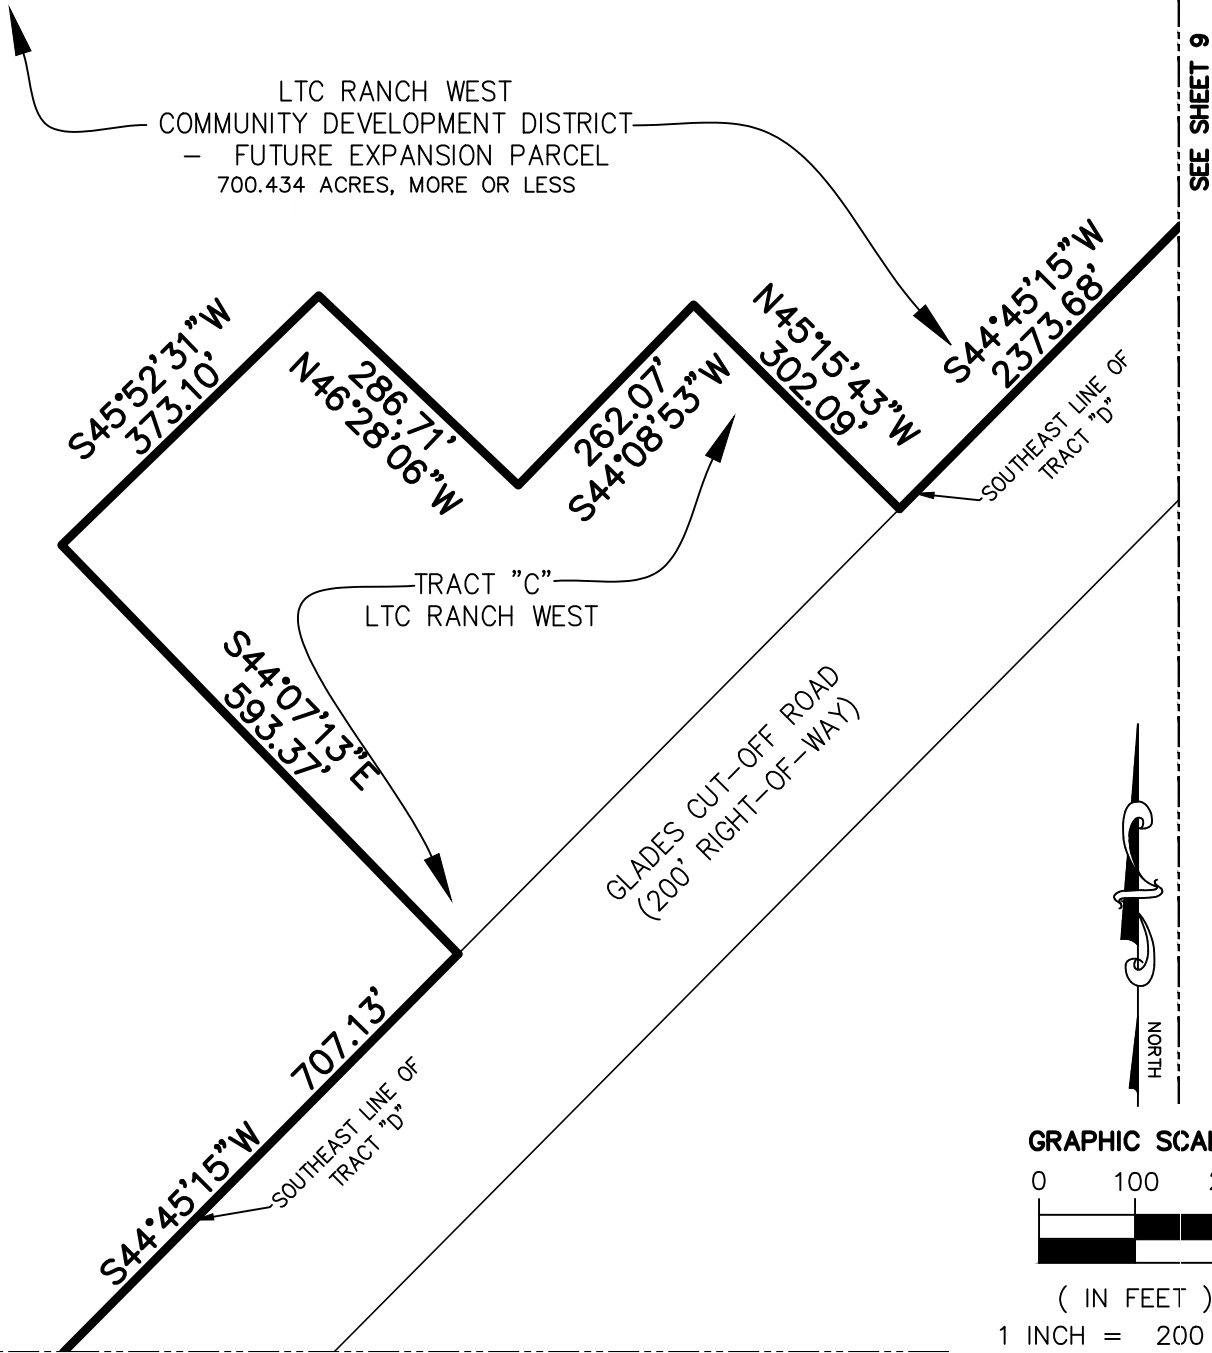 SEE SHEET 9
LTC RANCH WEST
COMMUNITY DEVELOPMENT DISTRICT
- FUTURE EXPANSION PARCEL
700.434 ACRES, MORE OR LESS
S45°52'31"W
373.10'
286.71'
N46°28'06"W
262.07'
S44°08'53"W
N45°15'43"W
302.09'
S44°45'15"W
2373.68'
SOUTHEAST LINE OF
TRACT "D"
TRACT "C"
LTC RANCH WEST
S44°07'13"E
593.37'
GLADES CUT-OFF ROAD
(200' RIGHT-OF-WAY)
707.13'
S44°45'15"W
SOUTHEAST LINE OF
TRACT "D"
NORTH
GRAPHIC
0 100
( IN FEET )
1 INCH = 200